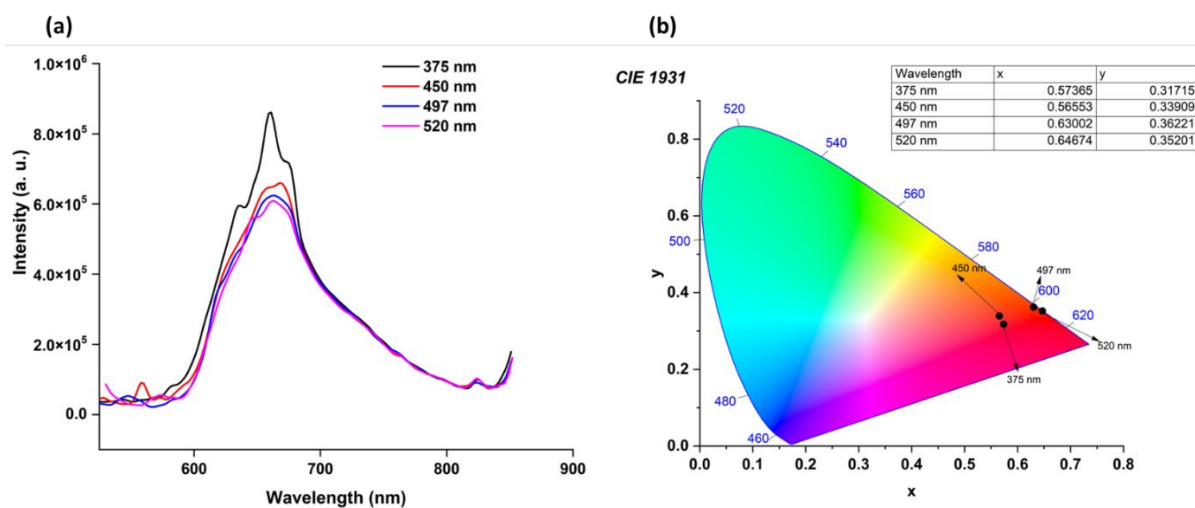 (a)
(b)
1.0×10⁶
8.0×10⁵
6.0×10⁵
4.0×10⁵
2.0×10⁵
0.0
Intensity (a. u.)
375 nm
450 nm
497 nm
520 nm
600
700
800
900
Wavelength (nm)
CIE 1931
Wavelength x y
375 nm 0.57365 0.31715
450 nm 0.56553 0.33909
497 nm 0.63002 0.36221
520 nm 0.64674 0.35201
0.8
0.6
0.4
0.2
0.0
y
520
540
560
500
580
450 nm
497 nm
600
620
520 nm
375 nm
480
460
0.0 0.1 0.2 0.3 0.4 0.5 0.6 0.7 0.8
x